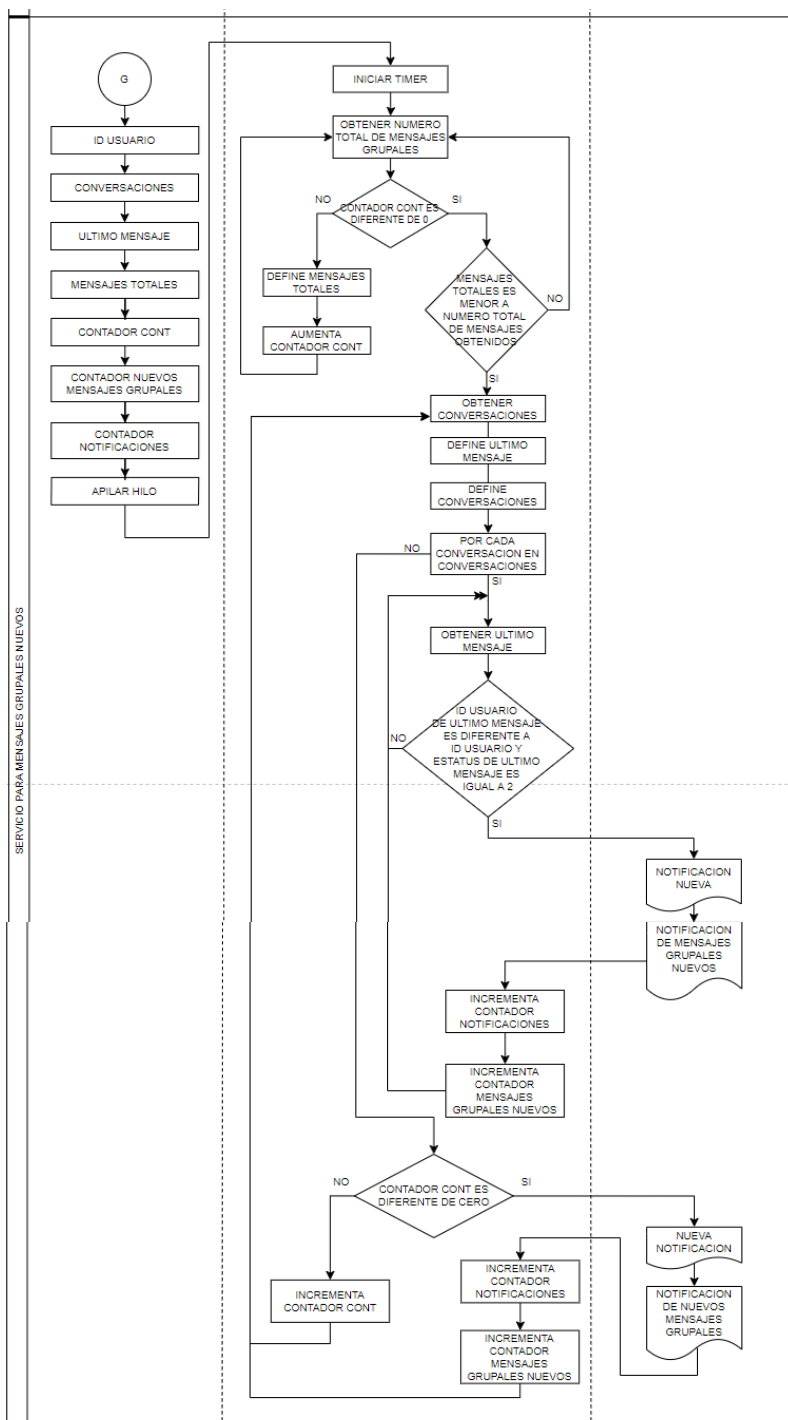 SERVICIO PARA MENSAJES GRUPALES NUEVOS
G
ID USUARIO
CONVERSACIONES
ULTIMO MENSAJE
MENSAJES TOTALES
CONTADOR CONT
CONTADOR NUEVOS
MENSAJES GRUPALES
CONTADOR
NOTIFICACIONES
APILAR HILO
INICIAR TIMER
OBTENER NUMERO
TOTAL DE MENSAJES
GRUPALES
NO
CONTADOR CONT ES
DIFERENTE DE 0
SI
DEFINE MENSAJES
TOTALES
AUMENTA
CONTADOR CONT
MENSAJES
TOTALES ES
MENOR A
NUMERO TOTAL
DE MENSAJES
OBTENIDOS
NO
SI
OBTENER
CONVERSACIONES
DEFINE ULTIMO
MENSAJE
DEFINE
CONVERSACIONES
POR CADA
CONVERSACION EN
CONVERSACIONES
NO
SI
OBTENER ULTIMO
MENSAJE
ID USUARIO
DE ULTIMO MENSAJE
ES DIFERENTE A
ID USUARIO Y
ESTATUS DE ULTIMO
MENSAJE ES
IGUAL A 2
NO
SI
NOTIFICACION
NUEVA
NOTIFICACION
DE MENSAJES
GRUPALES
NUEVOS
INCREMENTA
CONTADOR
NOTIFICACIONES
INCREMENTA
CONTADOR
MENSAJES
GRUPALES NUEVOS
NO
CONTADOR CONT ES
DIFERENTE DE CERO
SI
INCREMENTA
CONTADOR CONT
NUEVA
NOTIFICACION
NOTIFICACION
DE NUEVOS
MENSAJES
GRUPALES
INCREMENTA
CONTADOR
NOTIFICACIONES
INCREMENTA
CONTADOR
MENSAJES
GRUPALES NUEVOS